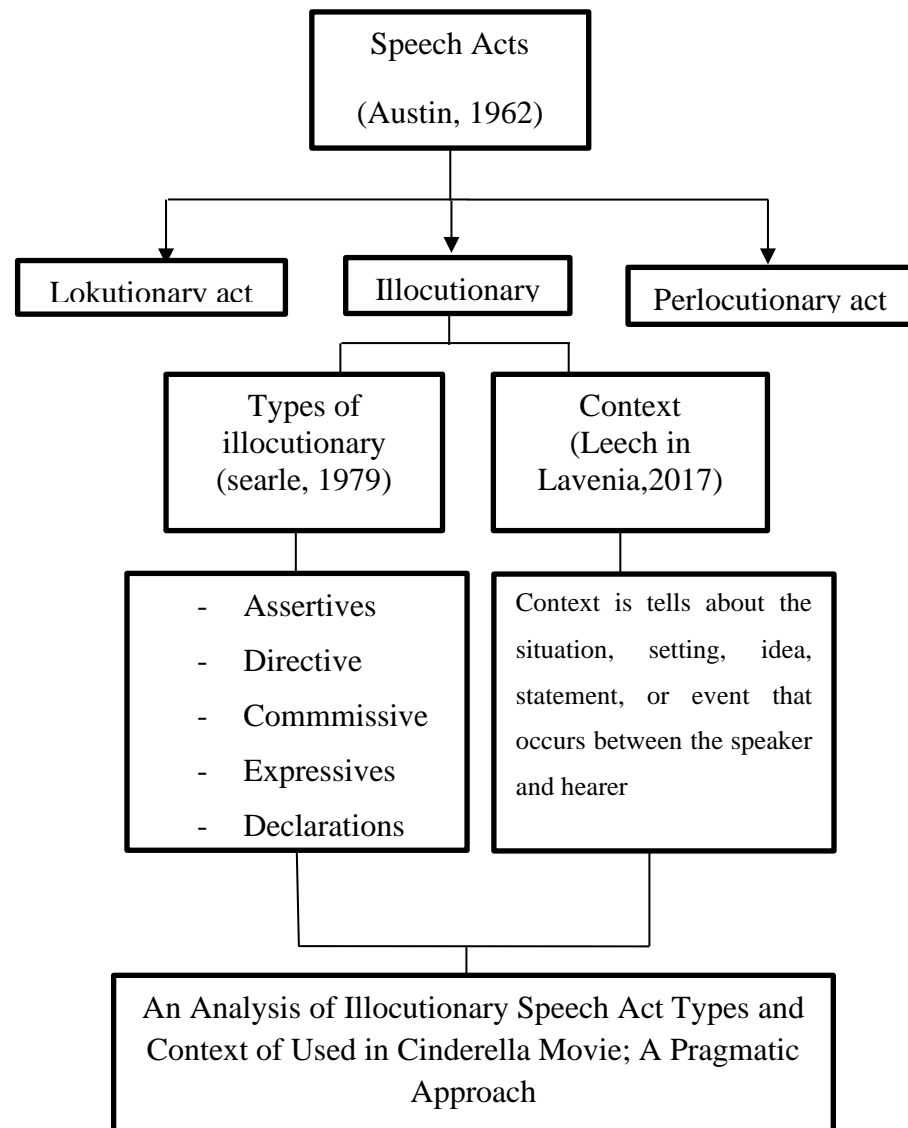 Speech Acts
(Austin, 1962)
Lokutionary act
Illocutionary
Perlocutionary act
Types of
illocutionary
(searle, 1979)
Context
(Leech in
Lavenia,2017)
- Assertives
- Directive
- Commmissive
- Expressives
- Declarations
Context is tells about the
situation, setting, idea,
statement, or event that
occurs between the speaker
and hearer
An Analysis of Illocutionary Speech Act Types and
Context of Used in Cinderella Movie; A Pragmatic
Approach